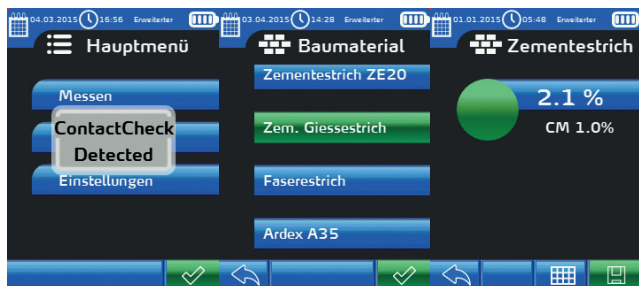 04.03.2015 16:56 Erweiterter
Hauptmenü
Messen
ContactCheck
Detected
Einstellungen
03.04.2015 14:28 Erweiterter
Baumaterial
Zementestrich ZE20
Zem. Giessestrich
Faserestrich
Ardex A35
01.01.2015 05:48 Erweiterter
Zementestrich
2.1 %
CM 1.0%